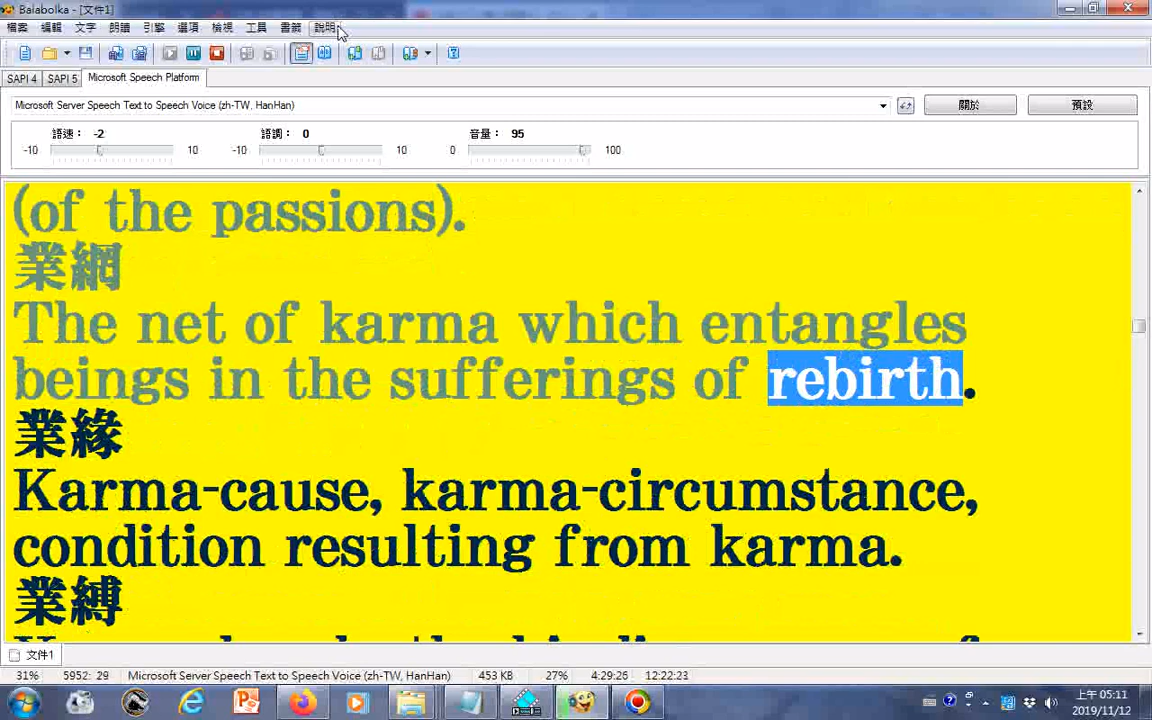 Balabolka - [文件1]
檔案 編輯 文字 朗讀 引擎 選項 檢視 工具 書籤 說明
SAPI 4 SAPI 5 Microsoft Speech Platform
Microsoft Server Speech Text to Speech Voice (zh-TW, HanHan) 關於 預設
語速： -2 語調： 0 音量： 95
-10 10 -10 10 0 100
(of the passions).
業網
The net of karma which entangles
beings in the sufferings of rebirth.
業緣
Karma-cause, karma-circumstance,
condition resulting from karma.
業縛
文件1
31% 5952: 29 Microsoft Server Speech Text to Speech Voice (zh-TW, HanHan) 453 KB 27% 4:29:26 12:22:23
上午 05:11
2019/11/12